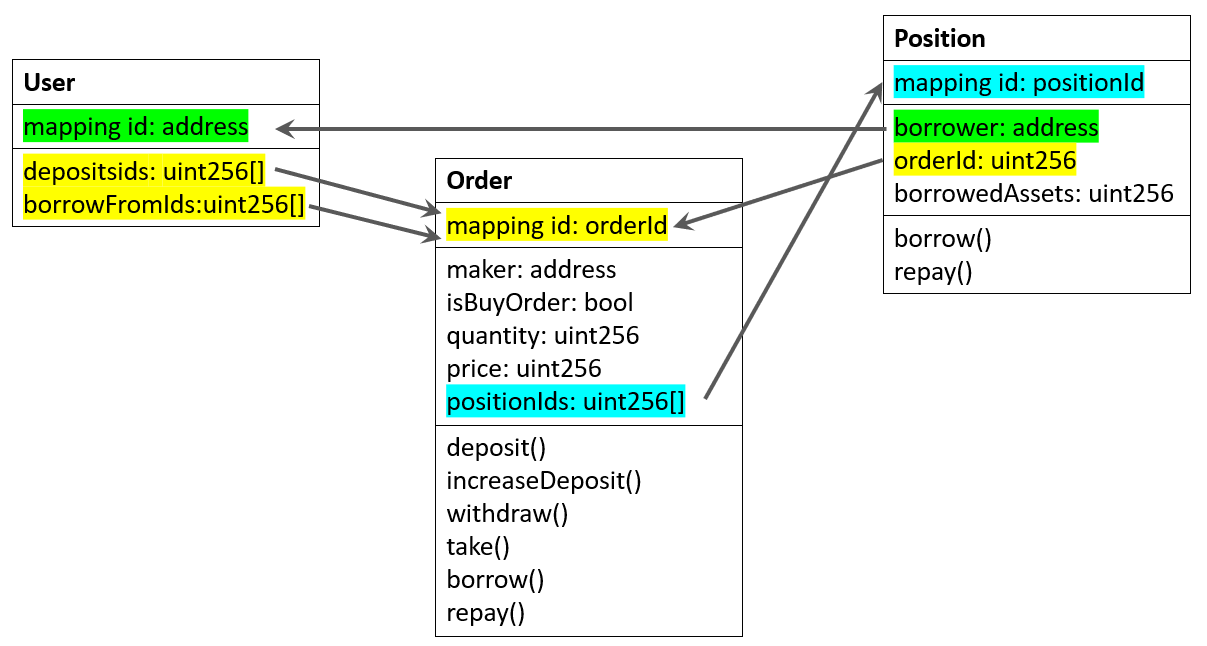 User
mapping id: address
depositsids: uint256[]
borrowFromIds:uint256[]
Order
mapping id: orderId
maker: address
isBuyOrder: bool
quantity: uint256
price: uint256
positionIds: uint256[]
deposit()
increaseDeposit()
withdraw()
take()
borrow()
repay()
Position
mapping id: positionId
borrower: address
orderId: uint256
borrowedAssets: uint256
borrow()
repay()